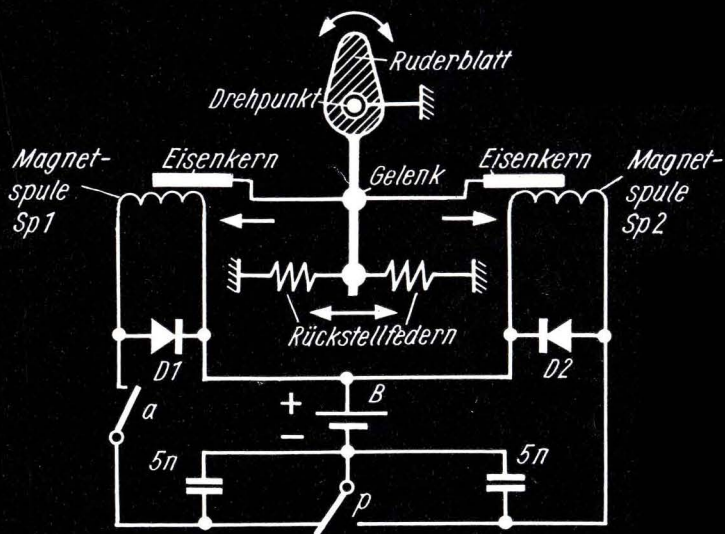 Ruderblatt
Drehpunkt
Magnet-
spule
Sp1
Eisenkern
Gelenk
Eisenkern
Magnet-
spule
Sp2
Rückstellfedern
D1
D2
a
+
−
B
5n
p
5n